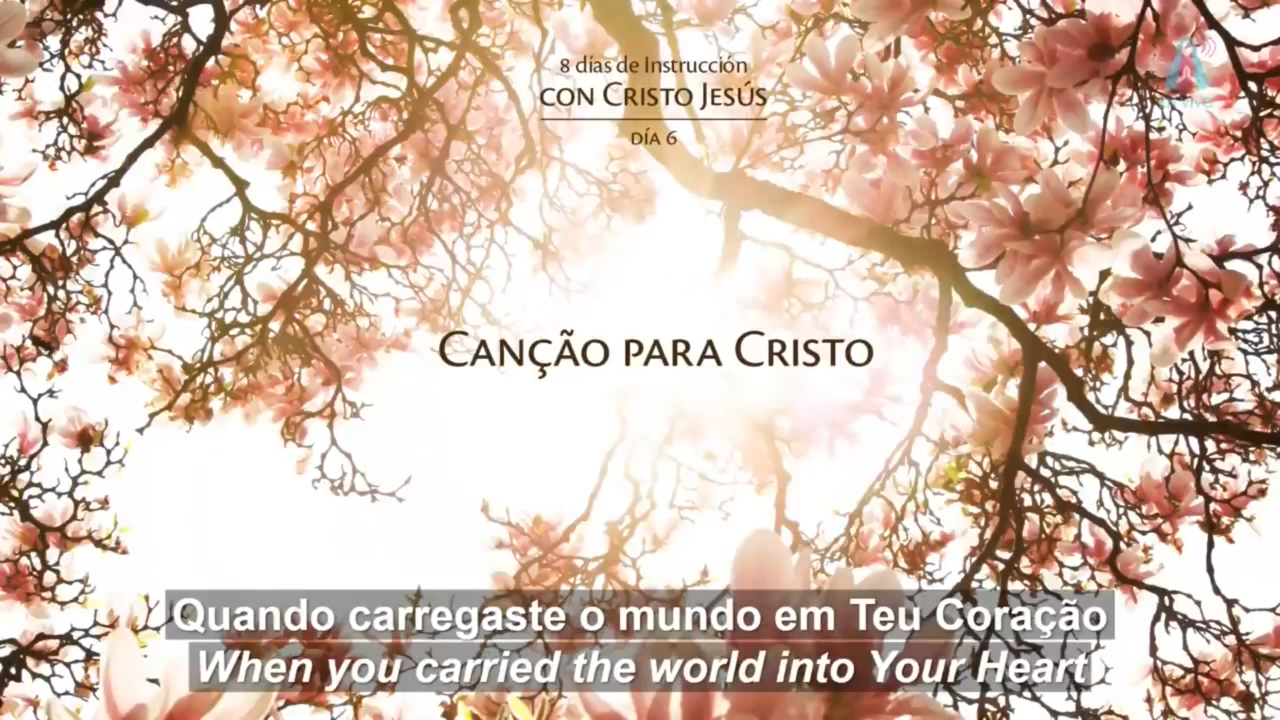 8 días de Instrucción
CON CRISTO JESÚS
DÍA 6
CANÇÃO PARA CRISTO
Quando carregaste o mundo em Teu Coração
When you carried the world into Your Heart